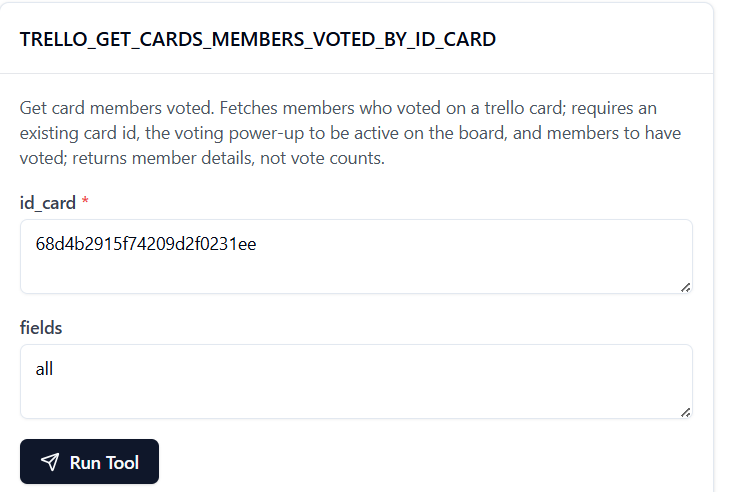 TRELLO_GET_CARDS_MEMBERS_VOTED_BY_ID_CARD
Get card members voted. Fetches members who voted on a trello card; requires an
existing card id, the voting power-up to be active on the board, and members to have
voted; returns member details, not vote counts.
id_card *
68d4b2915f74209d2f0231ee
fields
all
Run Tool